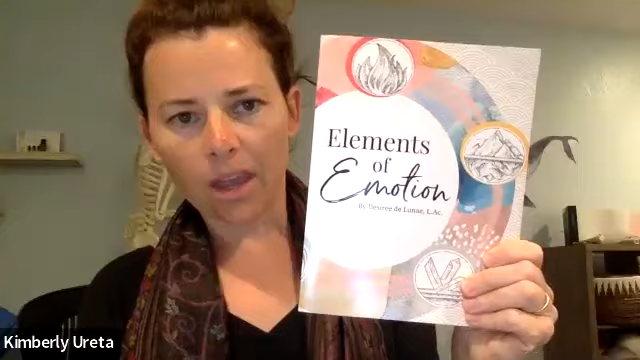 Elements
of
Emotion
By Desiree de Lunae, L.Ac.
Kimberly Ureta